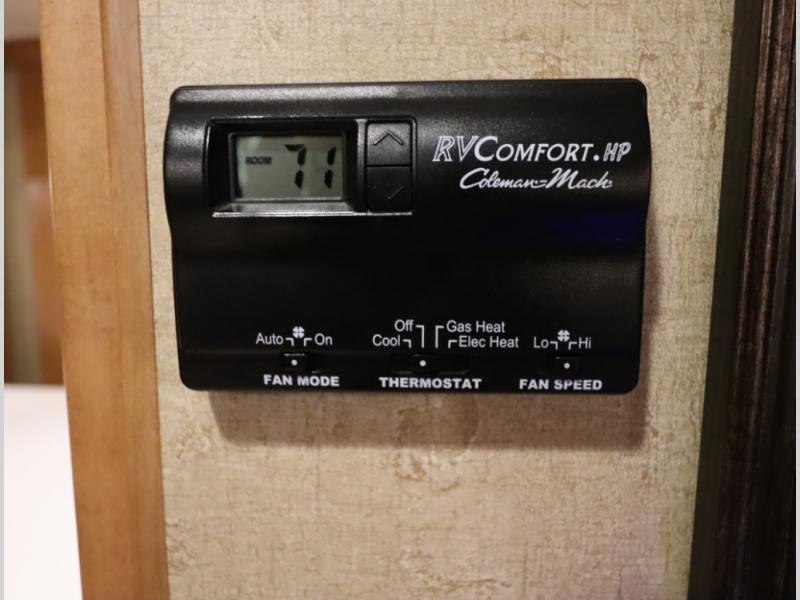 ROOM 71
RVCOMFORT.HP
Coleman-Mach
Auto On
Off
Cool
Gas Heat
Elec Heat
Lo Hi
FAN MODE
THERMOSTAT
FAN SPEED